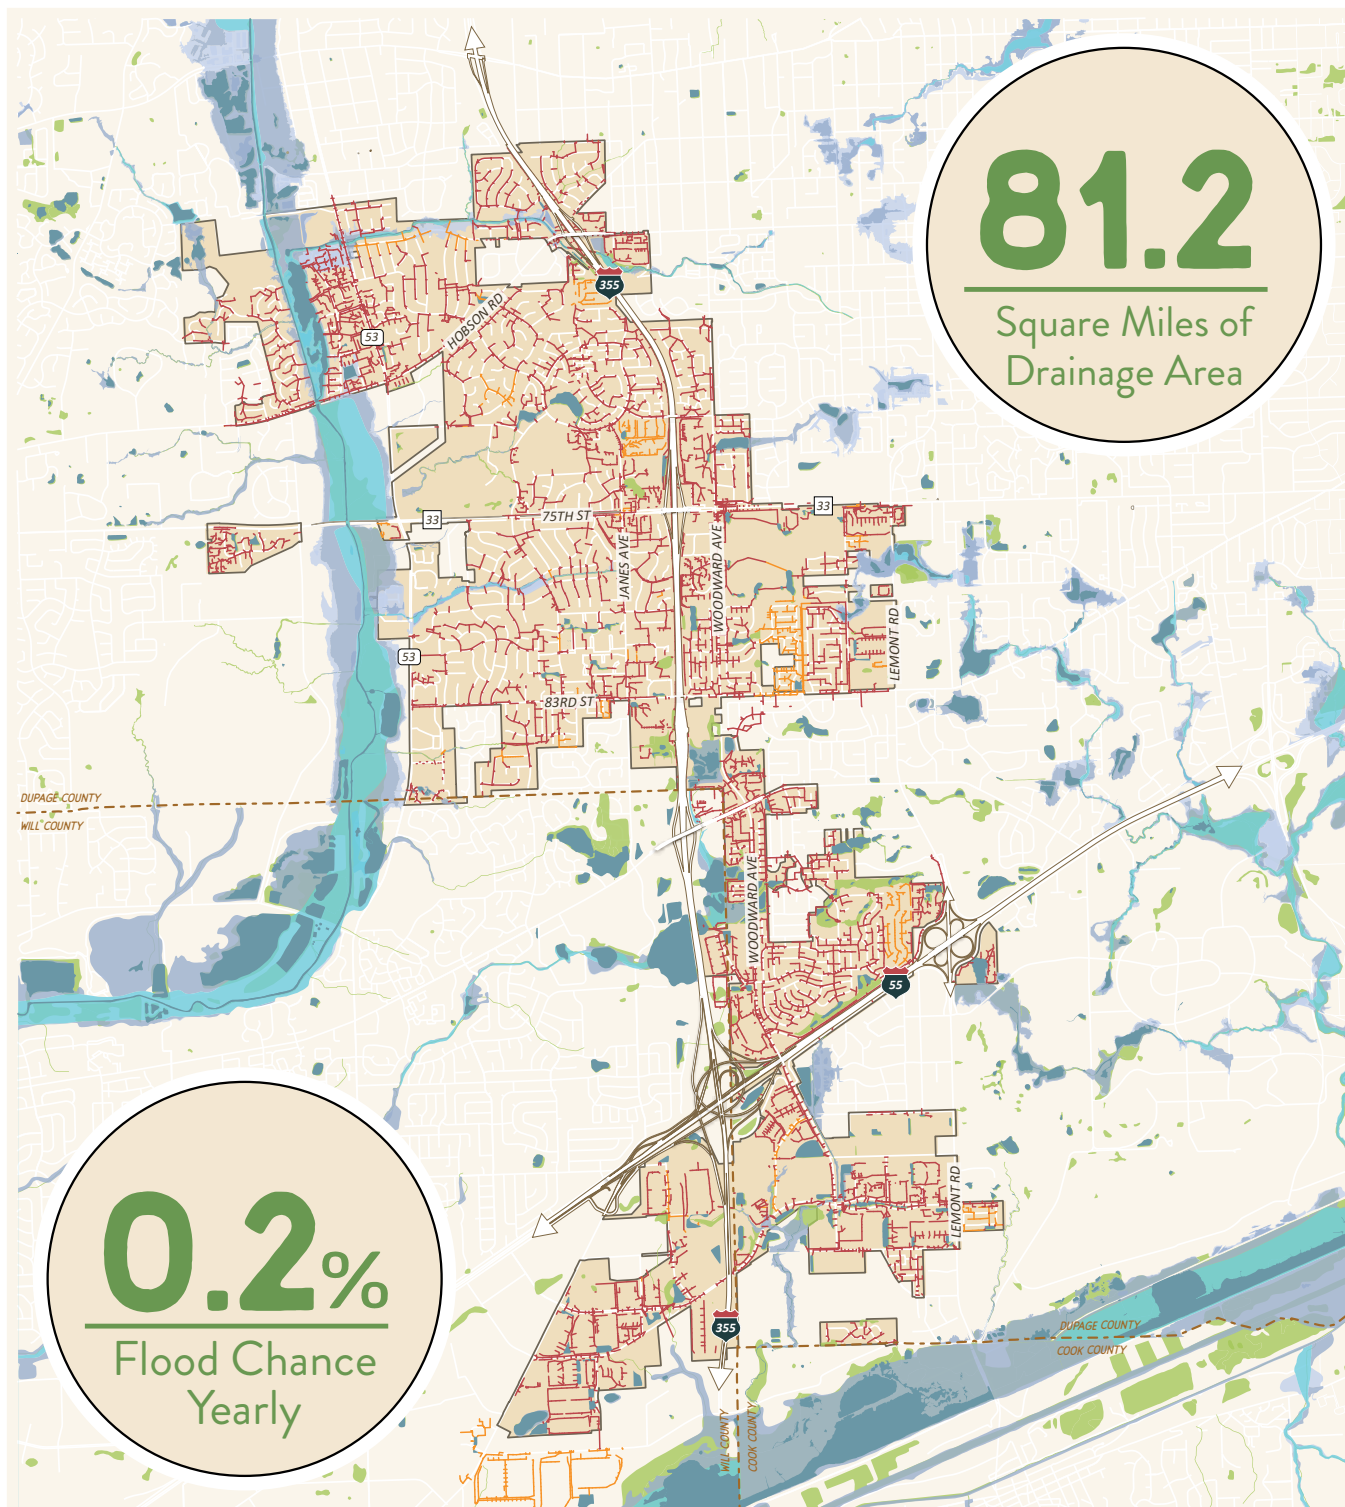 81.2
Square Miles of
Drainage Area
355
HOBSON RD
53
33
75TH ST
33
JANES AVE
WOODWARD AVE
LEMONT RD
53
83RD ST
DUPAGE COUNTY
WILL COUNTY
WOODWARD AVE
55
LEMONT RD
0.2%
Flood Chance
Yearly
355
DUPAGE COUNTY
COOK COUNTY
WILL COUNTY
COOK COUNTY